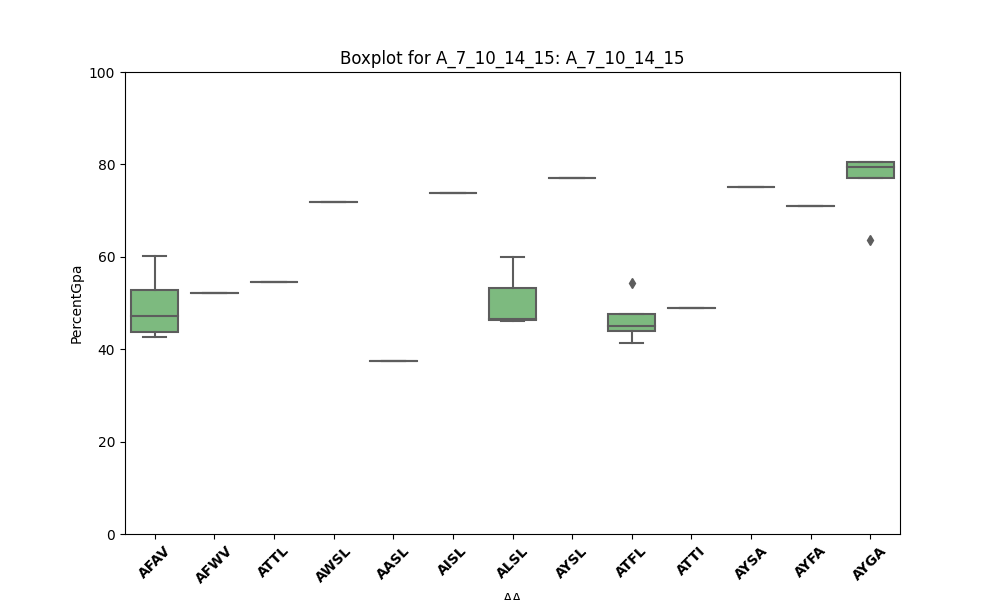 Boxplot for A_7_10_14_15: A_7_10_14_15
100
80
60
40
20
0
PercentGpa
AFAV AFWV ATTL AWSL AASL AISL ALSL AYSL ATFL ATTI AYSA AYFA AYGA
AA